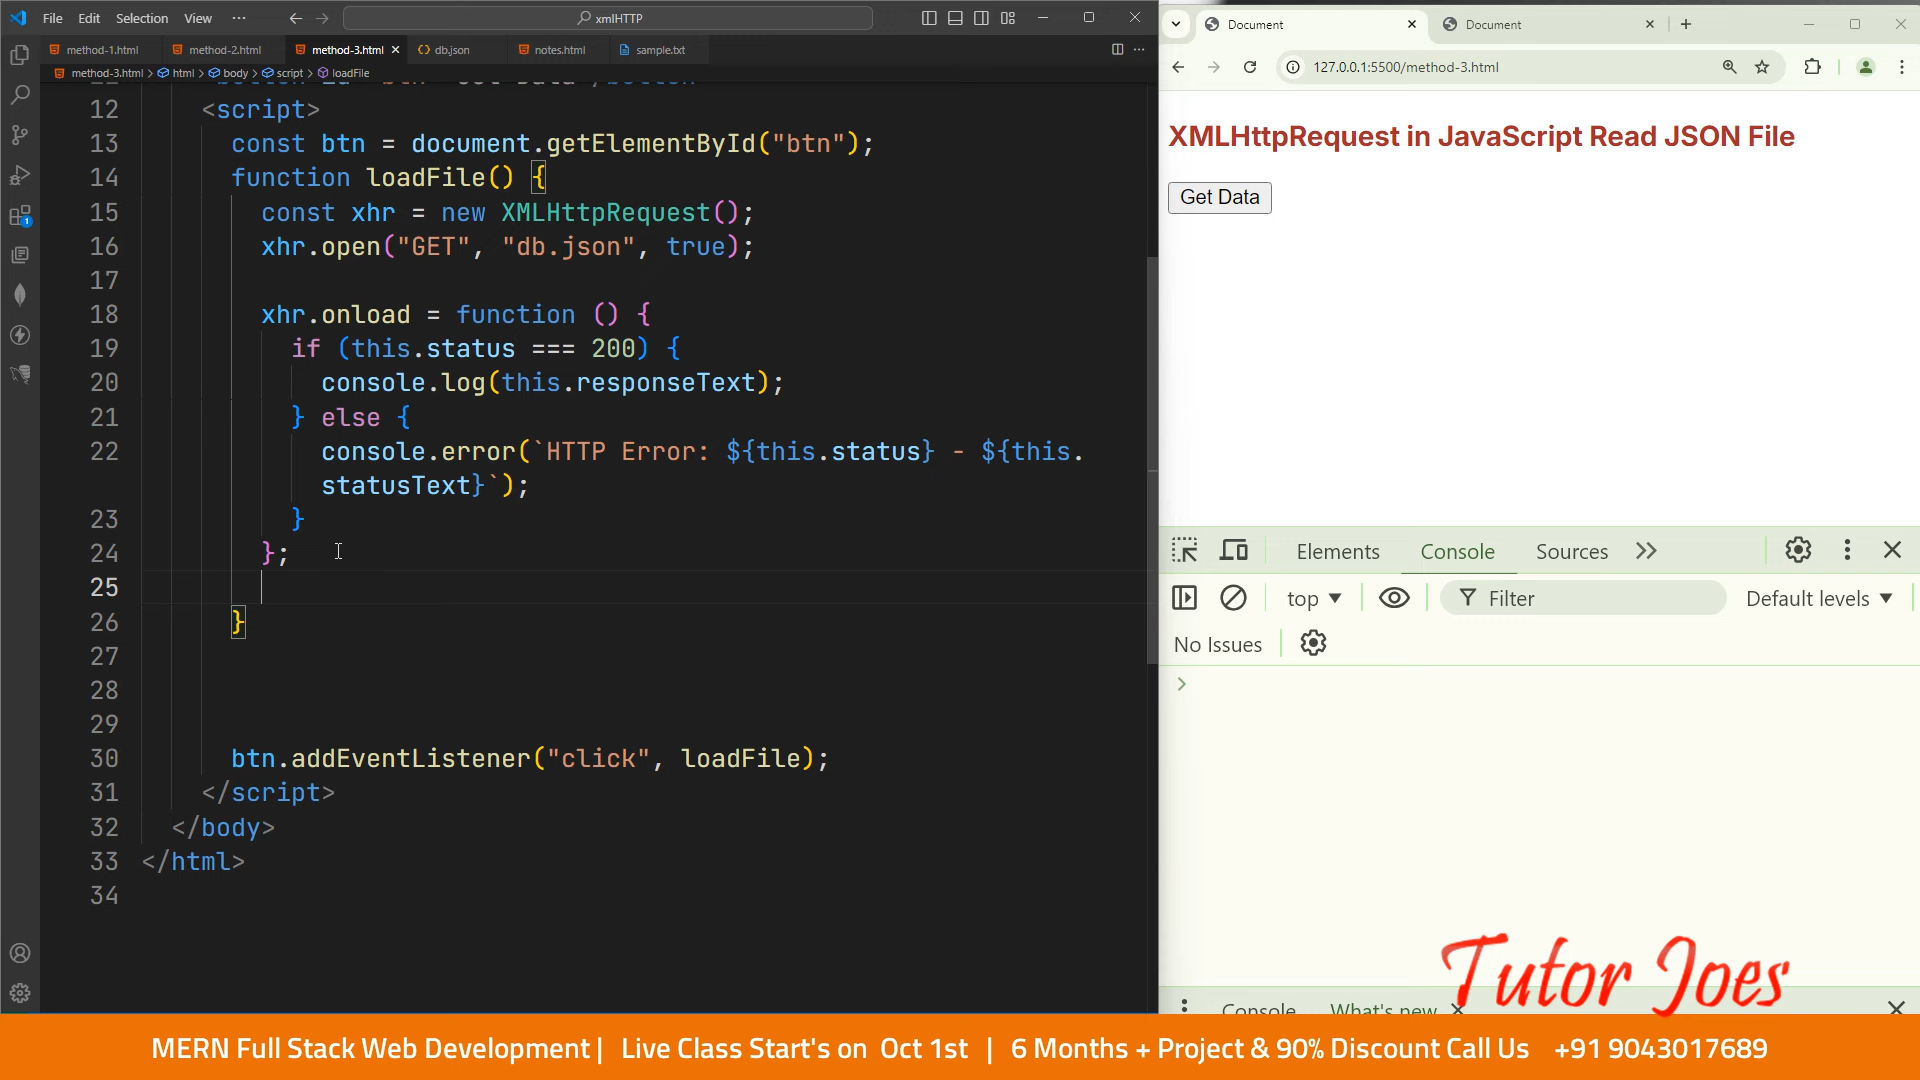 File Edit Selection View ··· xmlHTTP
method-1.html method-2.html method-3.html db.json notes.html sample.txt
method-3.html > html > body > script > loadFile
12 <script>
13 const btn = document.getElementById("btn");
14 function loadFile() {
15 const xhr = new XMLHttpRequest();
16 xhr.open("GET", "db.json", true);
17
18 xhr.onload = function () {
19 if (this.status === 200) {
20 console.log(this.responseText);
21 } else {
22 console.error(`HTTP Error: ${this.status} - ${this.
statusText}`);
23 }
24 };
25
26 }
27
28
29
30 btn.addEventListener("click", loadFile);
31 </script>
32 </body>
33 </html>
34
1
Document Document
127.0.0.1:5500/method-3.html
XMLHttpRequest in JavaScript Read JSON File
Get Data
Elements Console Sources
top Filter Default levels
No Issues
Console What's new
Tutor Joes
MERN Full Stack Web Development | Live Class Start's on Oct 1st | 6 Months + Project & 90% Discount Call Us +91 9043017689